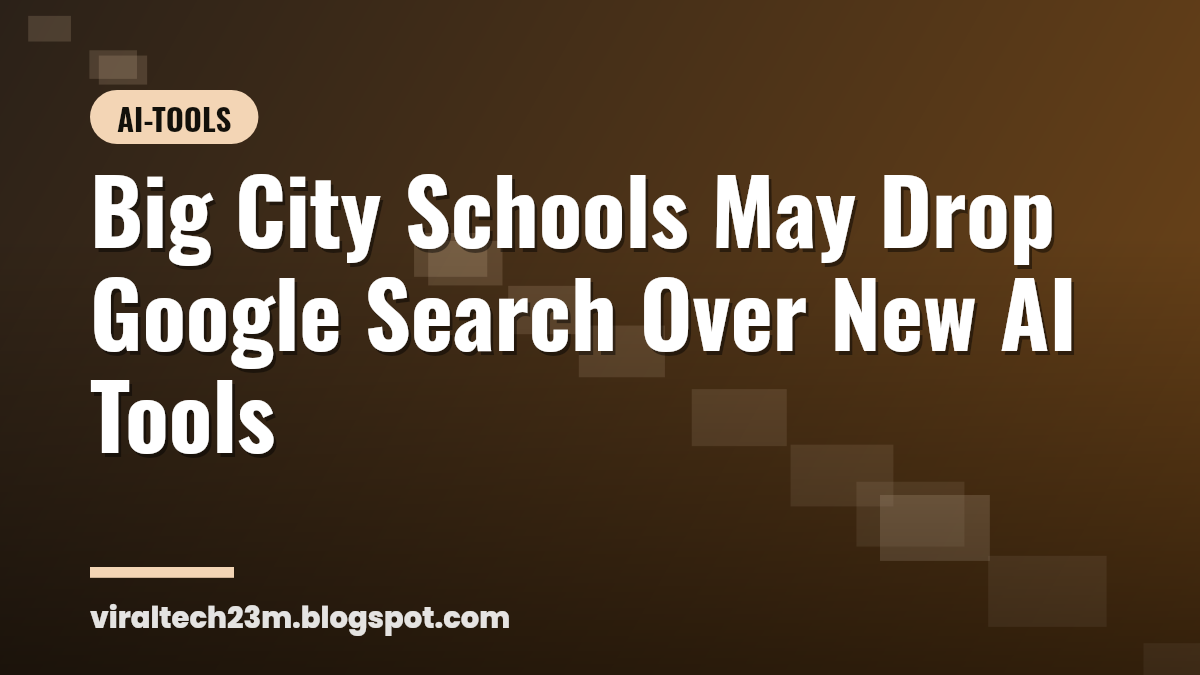 AI-TOOLS
Big City Schools May Drop
Google Search Over New AI
Tools
viraltech23m.blogspot.com